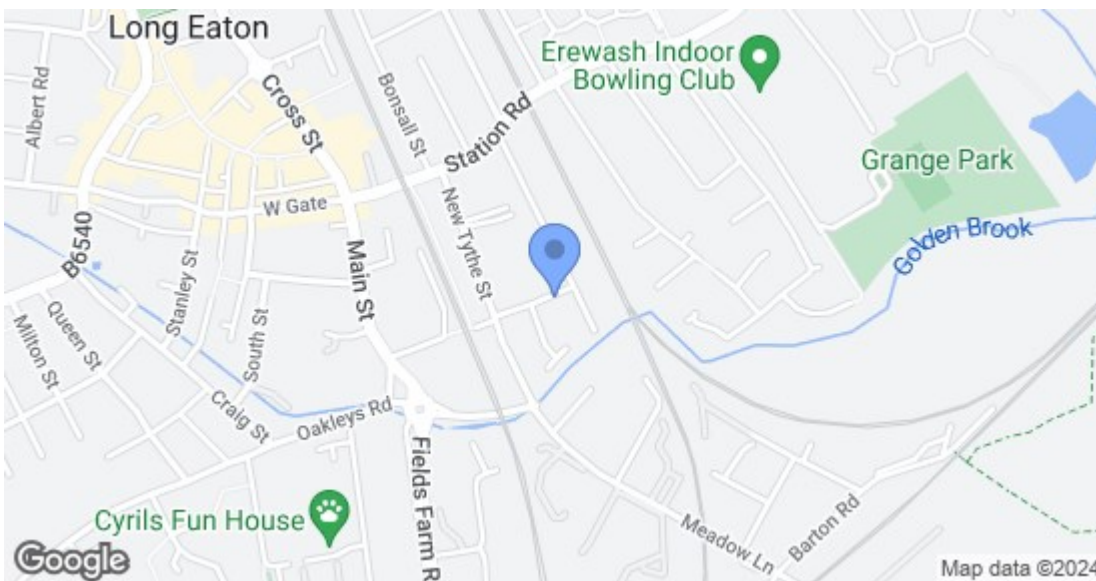 Long Eaton
Albert Rd
Cross St
Bonsall St
Station Rd
Erewash Indoor
Bowling Club
Grange Park
W Gate
New Tythe St
Golden Brook
B6540
Main St
Stanley St
South St
Queen St
Milton St
Craig St
Oakleys Rd
Fields Farm R
Cyrils Fun House
Meadow Ln
Barton Rd
Google
Map data ©2024